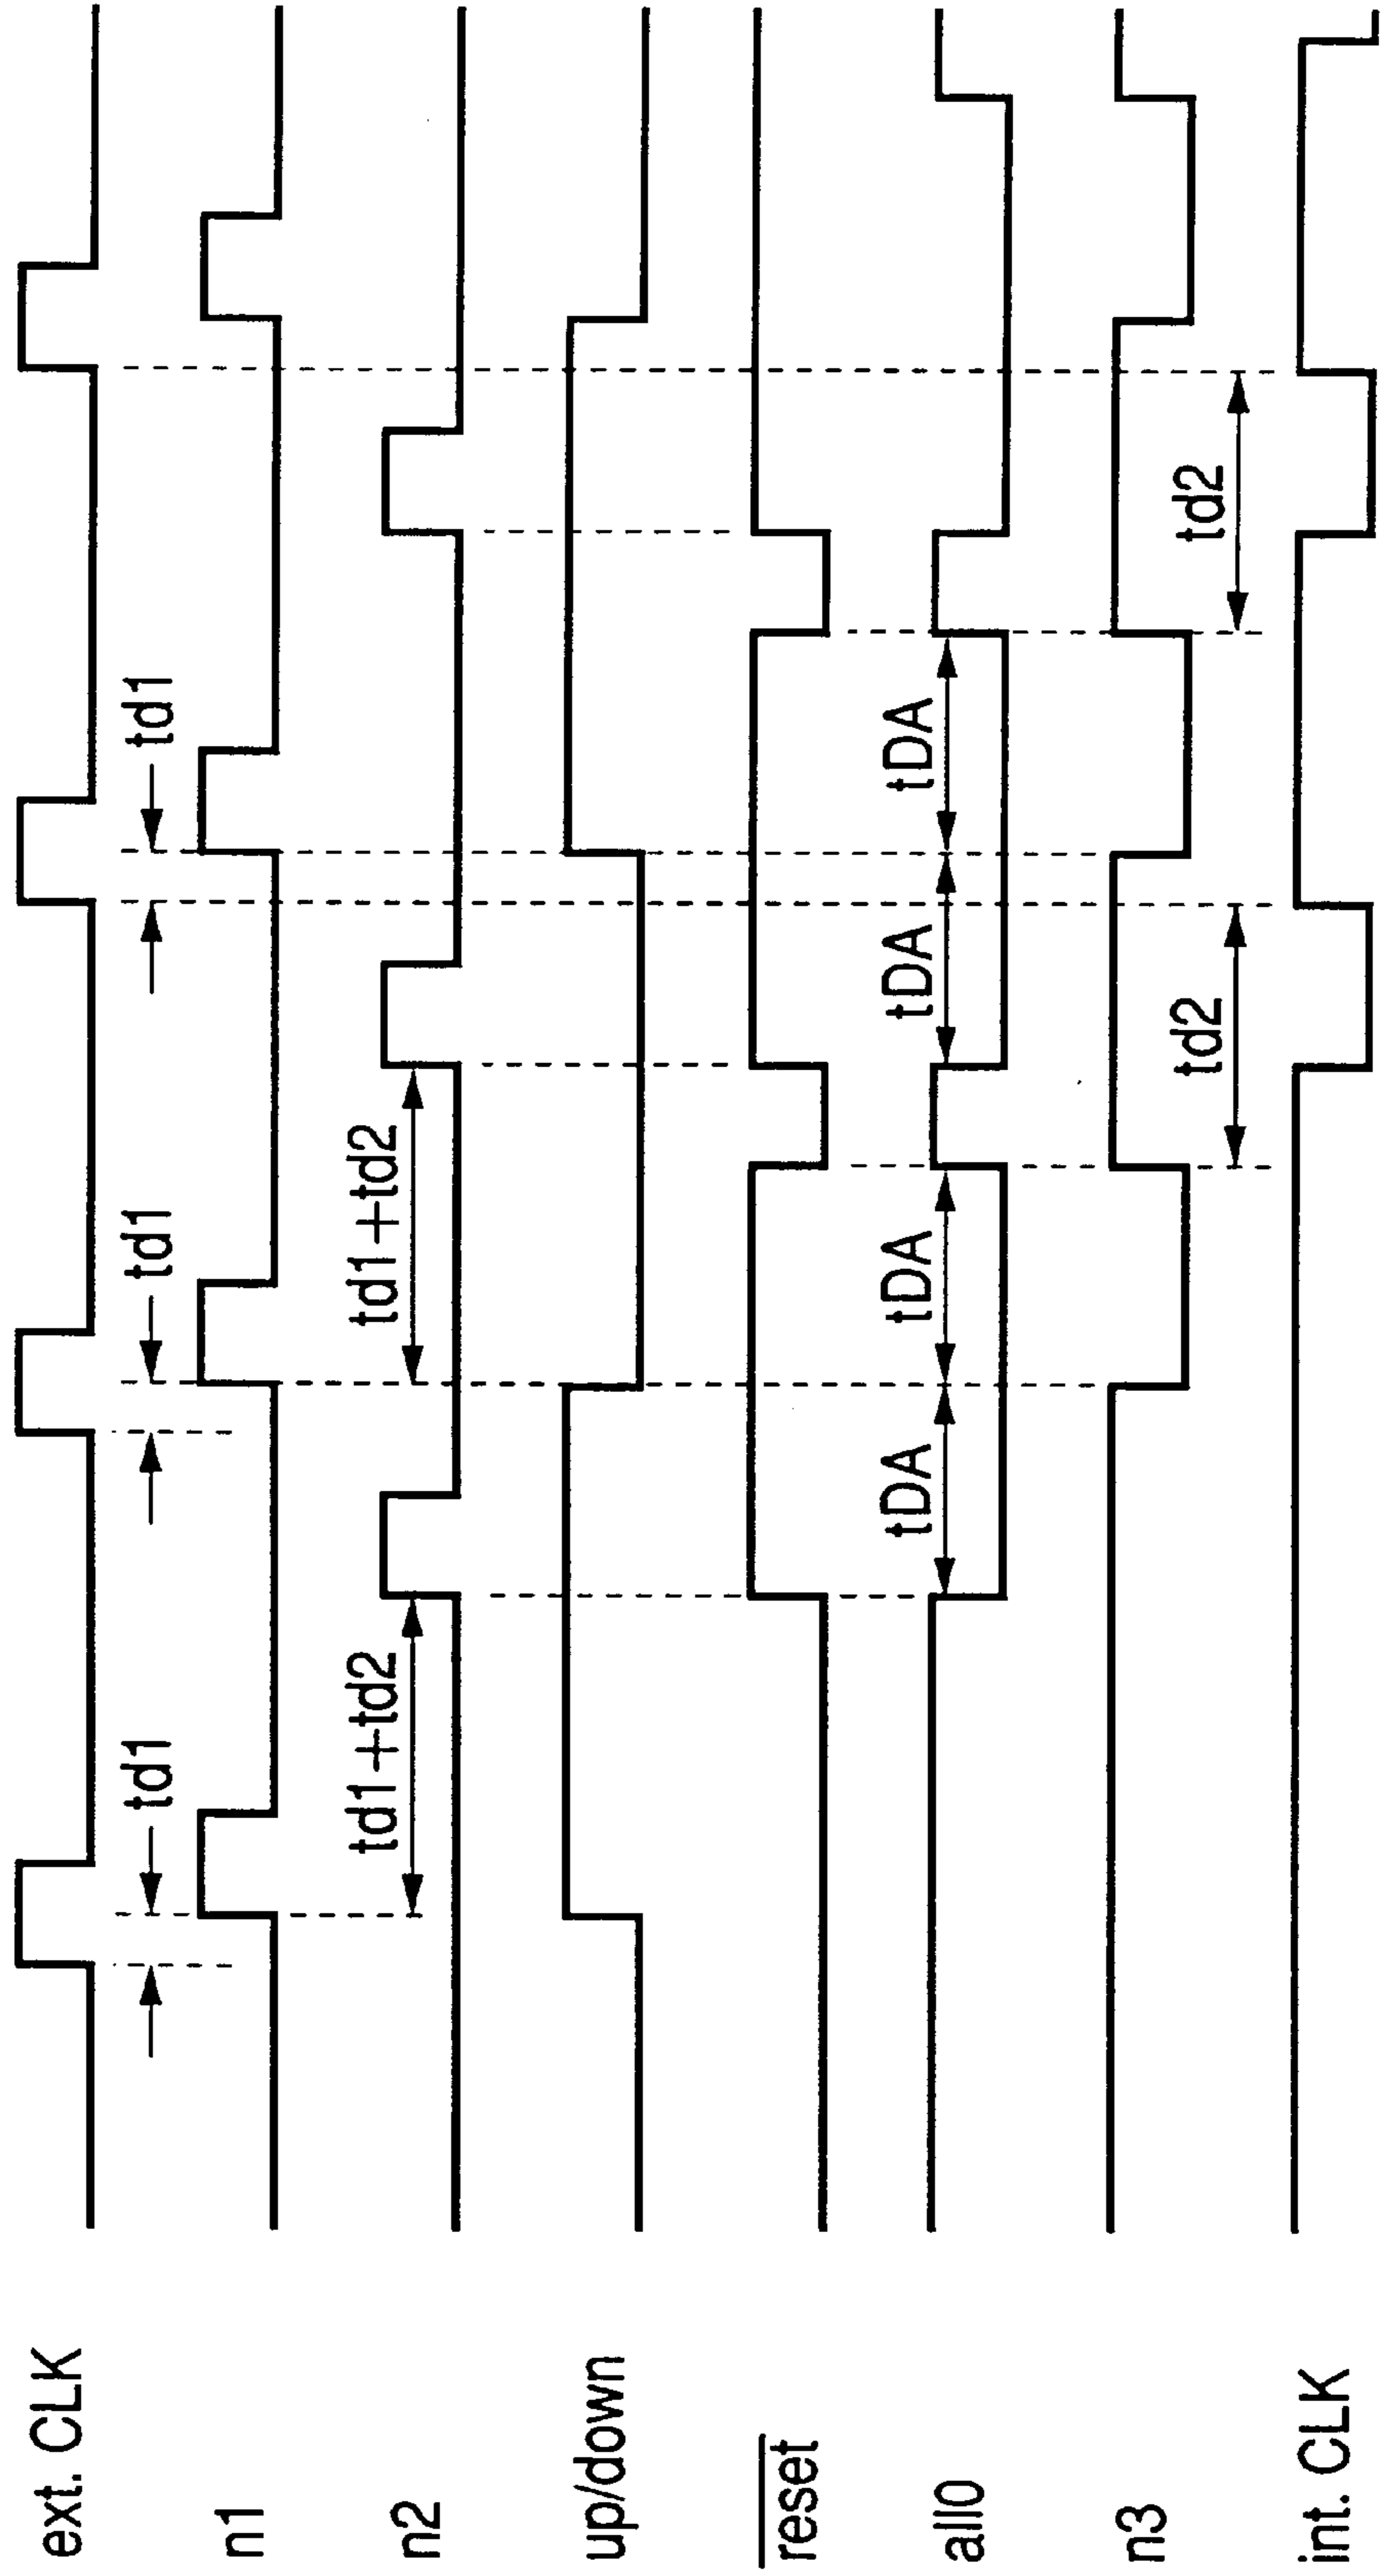 ext. CLK
td1
td1
td1
n1
n2
td1+td2
td1+td2
up/down
reset
all0
tDA
tDA
tDA
tDA
n3
td2
td2
int. CLK